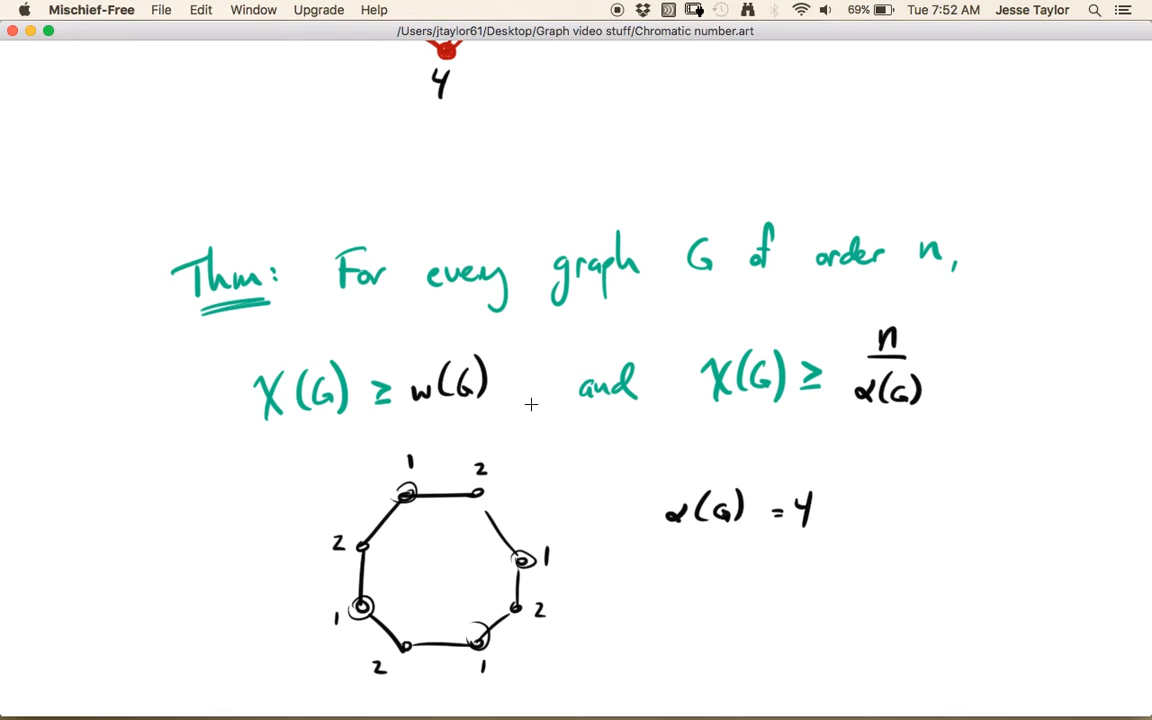 Mischief-Free File Edit Window Upgrade Help 69% Tue 7:52 AM Jesse Taylor
/Users/jtaylor61/Desktop/Graph video stuff/Chromatic number.art
4
Thm: For every graph G of order n,
χ(G) ≥ w(G) and χ(G) ≥ n/α(G)
1 2
2 1
α(G) = 4
1 2
2 1